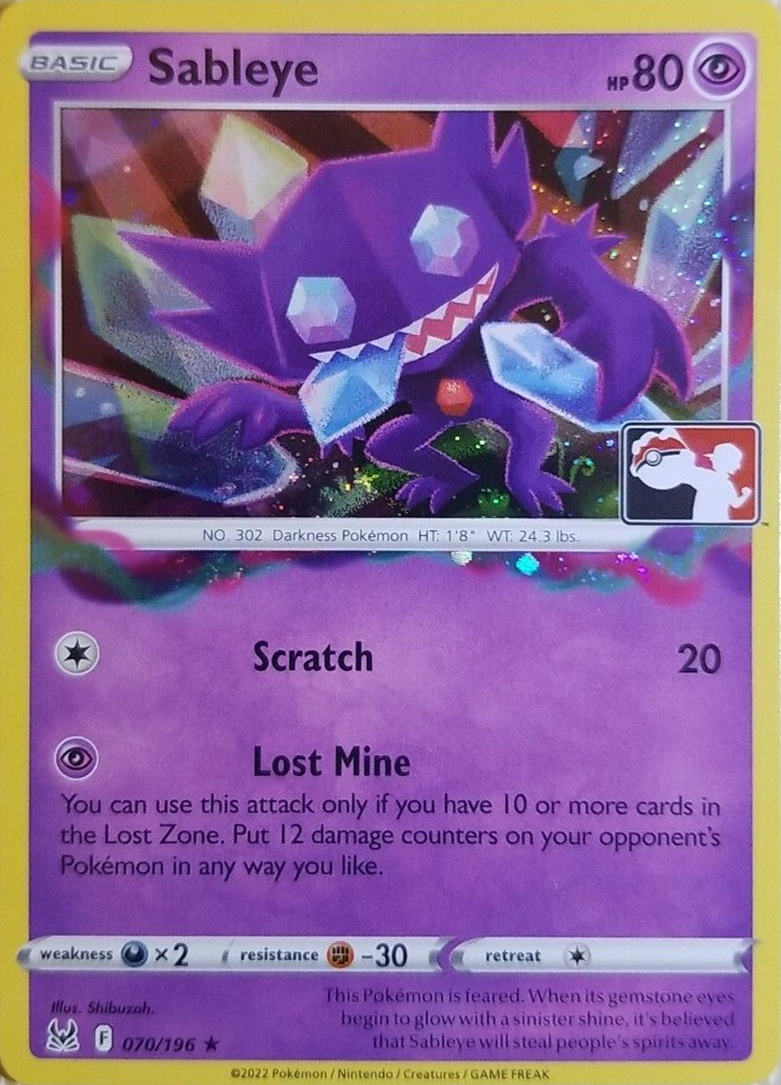 BASIC Sableye HP 80
NO. 302 Darkness Pokémon HT: 1'8" WT: 24.3 lbs.
TM
Scratch 20
Lost Mine
You can use this attack only if you have 10 or more cards in
the Lost Zone. Put 12 damage counters on your opponent's
Pokémon in any way you like.
weakness ×2 resistance -30 retreat
Illus. Shibuzoh.
This Pokémon is feared. When its gemstone eyes
begin to glow with a sinister shine, it's believed
that Sableye will steal people's spirits away.
F 070/196 ★
©2022 Pokémon / Nintendo / Creatures / GAME FREAK